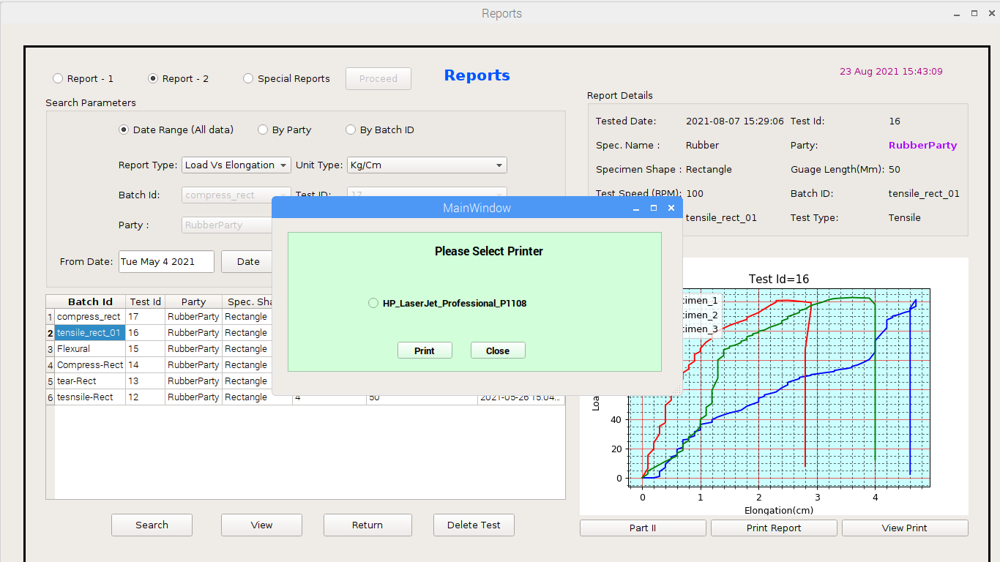 Reports
Report - 1 Report - 2 Special Reports Proceed Reports 23 Aug 2021 15:43:09
Search Parameters
Date Range (All data) By Party By Batch ID
Report Type: Load Vs Elongation Unit Type: Kg/Cm
Batch Id: compress_rect Test ID: 17
Party : RubberParty
From Date: Tue May 4 2021 Date
Report Details
Tested Date: 2021-08-07 15:29:06 Test Id: 16
Spec. Name : Rubber Party: RubberParty
Specimen Shape : Rectangle Guage Length(Mm): 50
Test Speed (RPM): 100 Batch ID: tensile_rect_01
tensile_rect_01 Test Type: Tensile
MainWindow
Please Select Printer
HP_LaserJet_Professional_P1108
Print Close
Batch Id Test Id Party Spec. Sha
1 compress_rect 17 RubberParty Rectangle
2 tensile_rect_01 16 RubberParty Rectangle
3 Flexural 15 RubberParty Rectangle
4 Compress-Rect 14 RubberParty Rectangle
5 tear-Rect 13 RubberParty Rectangle
6 tesnsile-Rect 12 RubberParty Rectangle 4 50 2021-05-26 15:04...
Test Id=16
cimen_1
cimen_2
cimen_3
Loa
40
20
0
0 1 2 3 4
Elongation(cm)
Search View Return Delete Test
Part II Print Report View Print